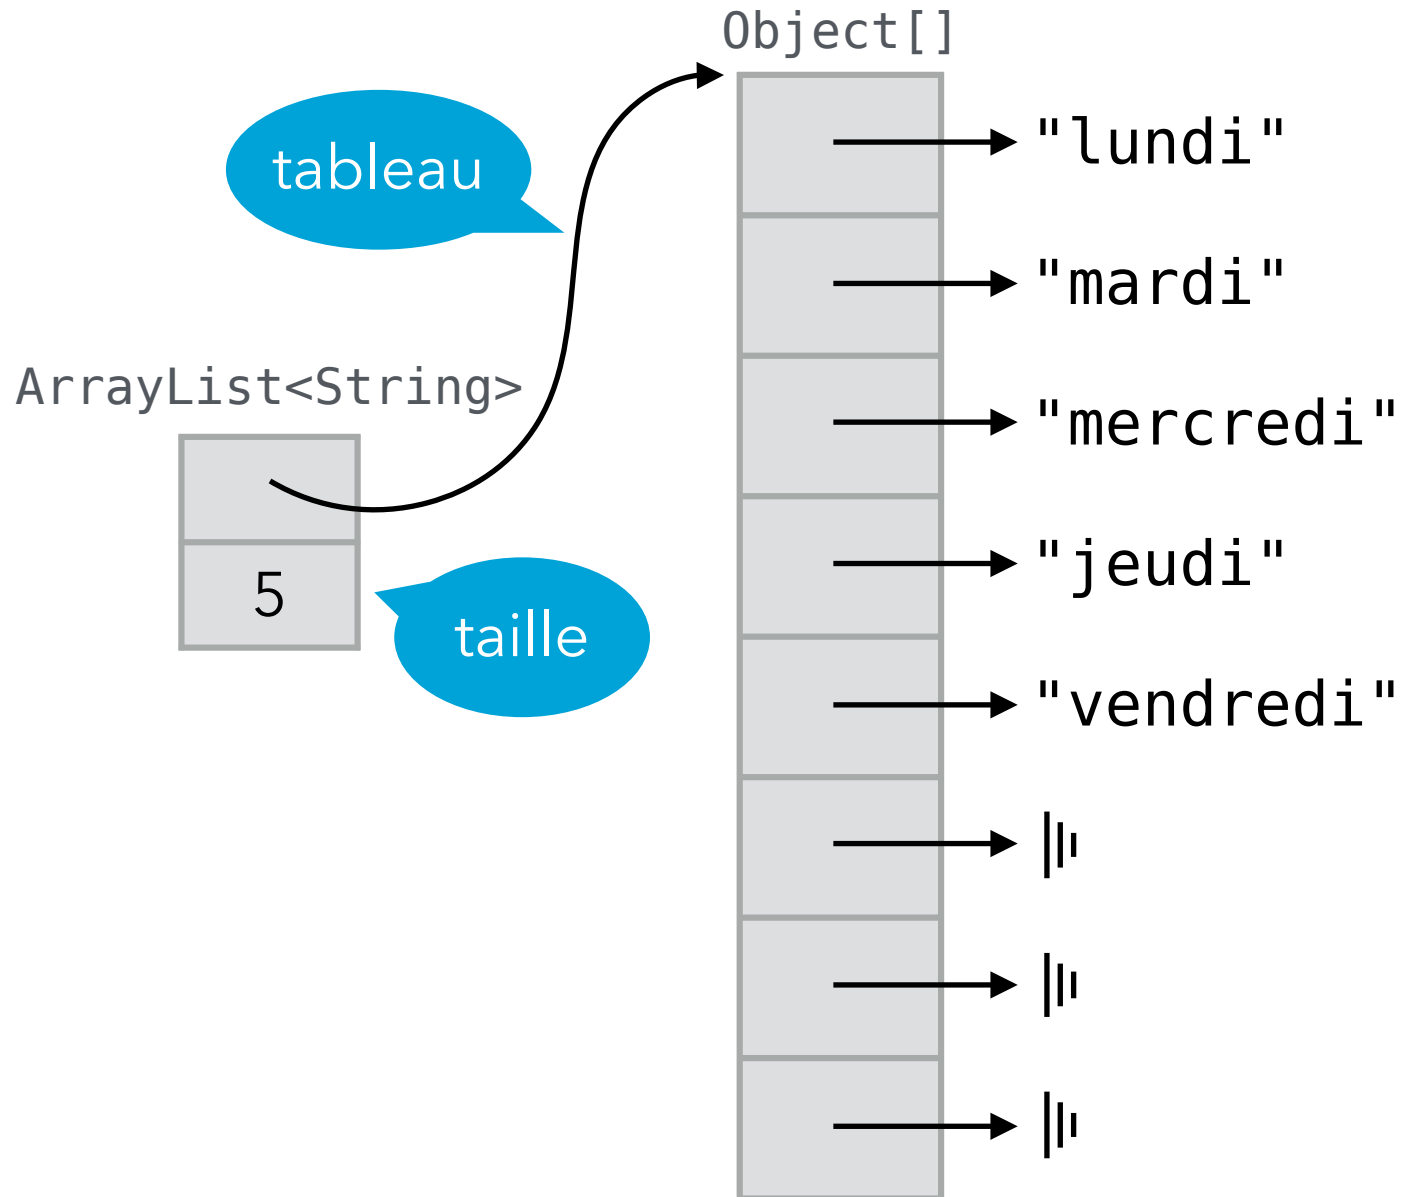 Object[]
tableau
"lundi"
"mardi"
ArrayList<String>
"mercredi"
5
"jeudi"
taille
"vendredi"